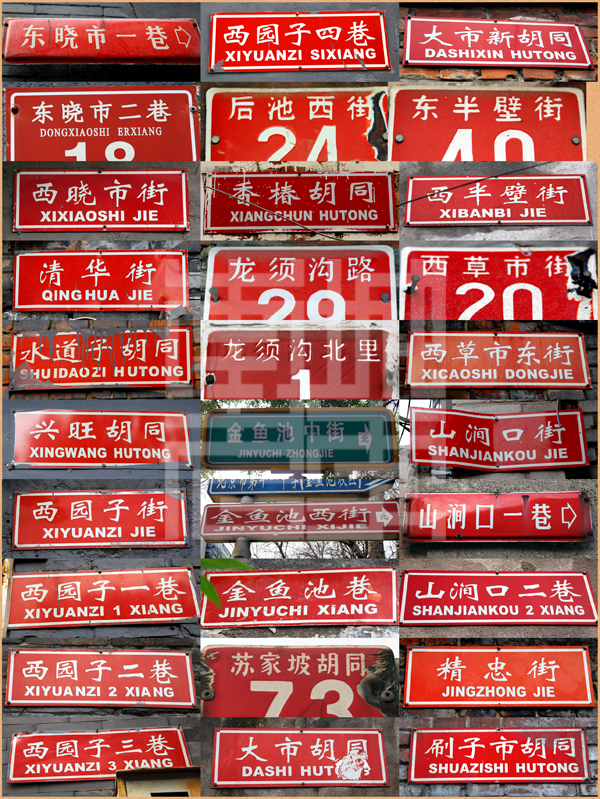 东晓市一巷
西园子四巷
XIYUANZI SIXIANG
大市新胡同
DASHIXIN HUTONG
东晓市二巷
DONGXIAOSHI ERXIANG
18
后池西街
24
东半壁街
40
西晓市街
XIXIAOSHI JIE
香椿胡同
XIANGCHUN HUTONG
西半壁街
XIBANBI JIE
清华街
QINGHUA JIE
龙须沟路
29
西草市街
20
水道子胡同
SHUIDAOZI HUTONG
龙须沟北里
1
西草市东街
XICAOSHI DONGJIE
兴旺胡同
XINGWANG HUTONG
金鱼池中街
北
JINYUCHI ZHONGJIE
山涧口街
SHANJIANKOU JIE
西园子街
XIYUANZI JIE
金鱼池西街
北
JINYUCHI XIJIE
山涧口一巷
西园子一巷
XIYUANZI 1 XIANG
金鱼池巷
JINYUCHI XIANG
山涧口二巷
SHANJIANKOU 2 XIANG
西园子二巷
XIYUANZI 2 XIANG
苏家坡胡同
73
精忠街
JINGZHONG JIE
西园子三巷
XIYUANZI 3 XIANG
大市胡同
DASHI HUT
刷子市胡同
SHUAZISHI HUTONG